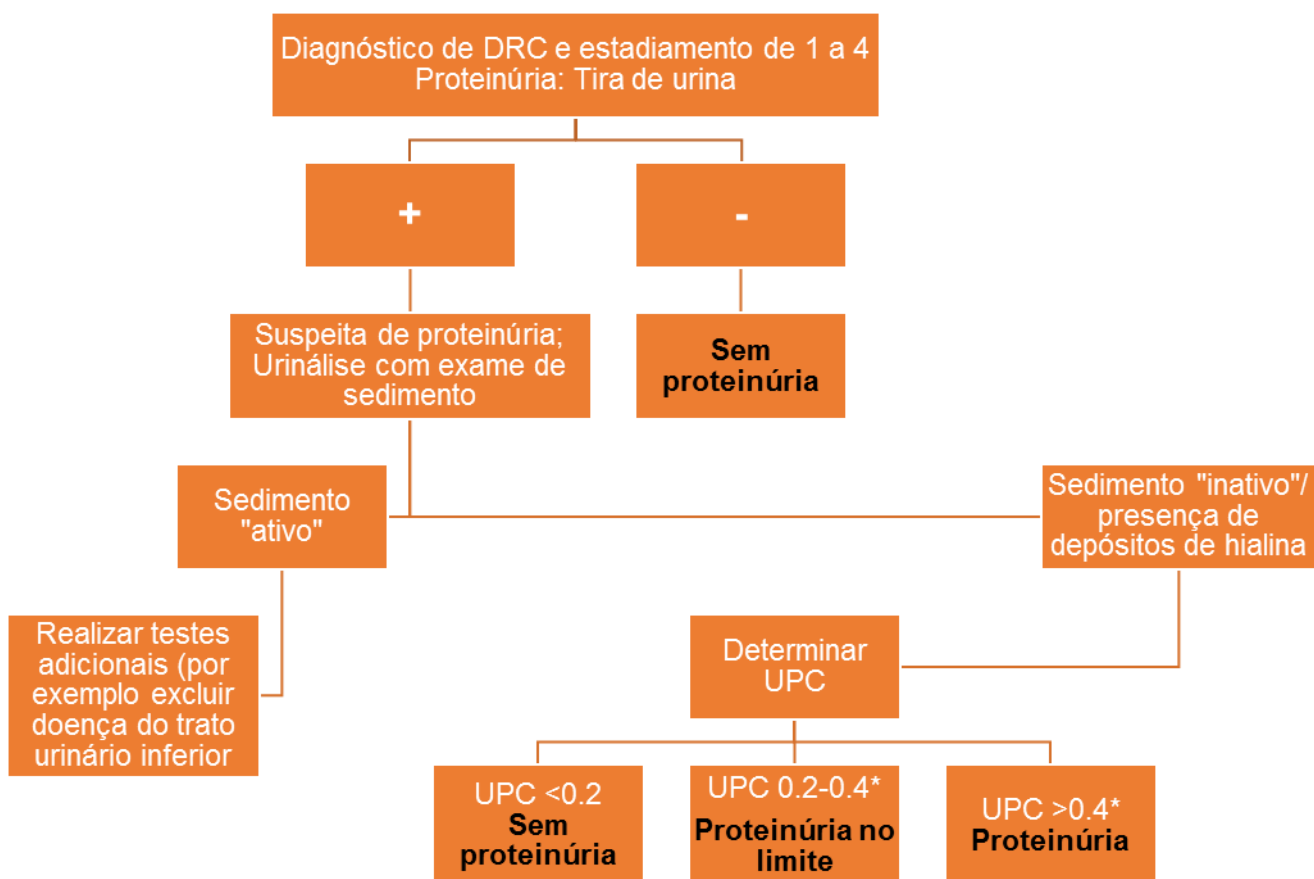 Diagnóstico de DRC e estadiamento de 1 a 4
Proteinúria: Tira de urina
+
-
Suspeita de proteinúria;
Urinálise com exame de
sedimento
Sem
proteinúria
Sedimento
"ativo"
Sedimento "inativo"/
presença de
depósitos de hialina
Realizar testes
adicionais (por
exemplo excluir
doença do trato
urinário inferior
Determinar
UPC
UPC <0.2
Sem
proteinúria
UPC 0.2-0.4*
Proteinúria no
limite
UPC >0.4*
Proteinúria